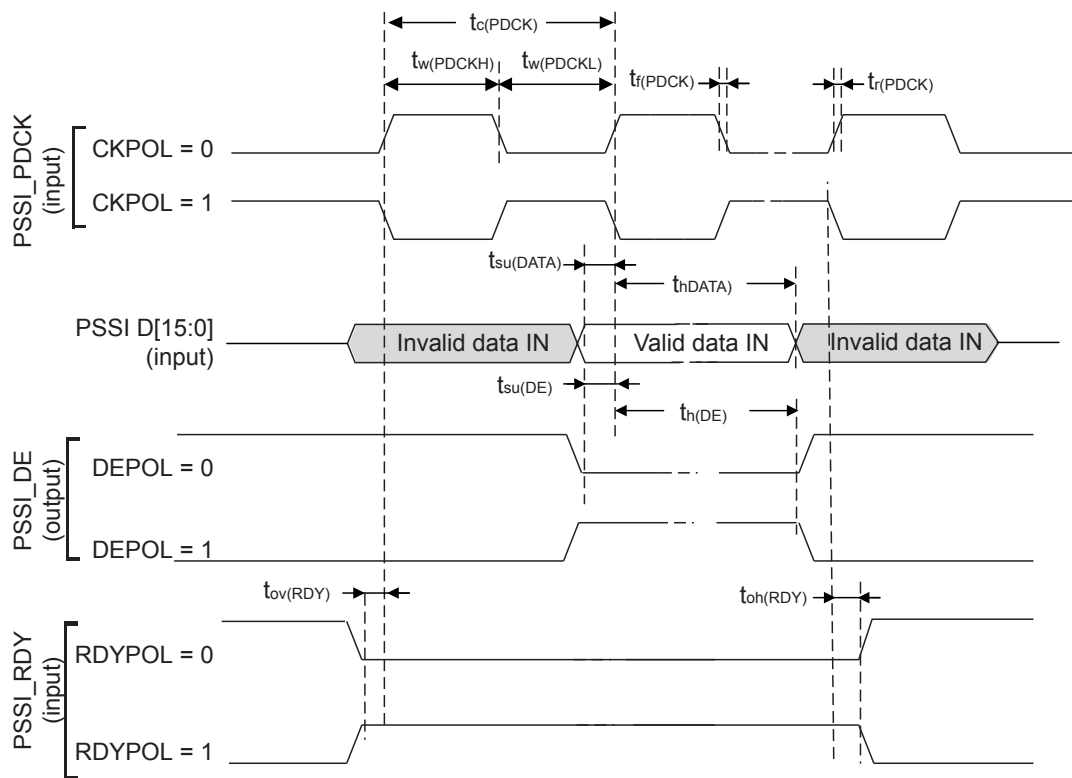 tc(PDCK)
tw(PDCKH)
tw(PDCKL)
tf(PDCK)
tr(PDCK)
PSSI_PDCK
(input)
CKPOL = 0
CKPOL = 1
tsu(DATA)
thDATA)
PSSI D[15:0]
(input)
Invalid data IN
Valid data IN
Invalid data IN
tsu(DE)
th(DE)
PSSI_DE
(output)
DEPOL = 0
DEPOL = 1
tov(RDY)
toh(RDY)
PSSI_RDY
(input)
RDYPOL = 0
RDYPOL = 1